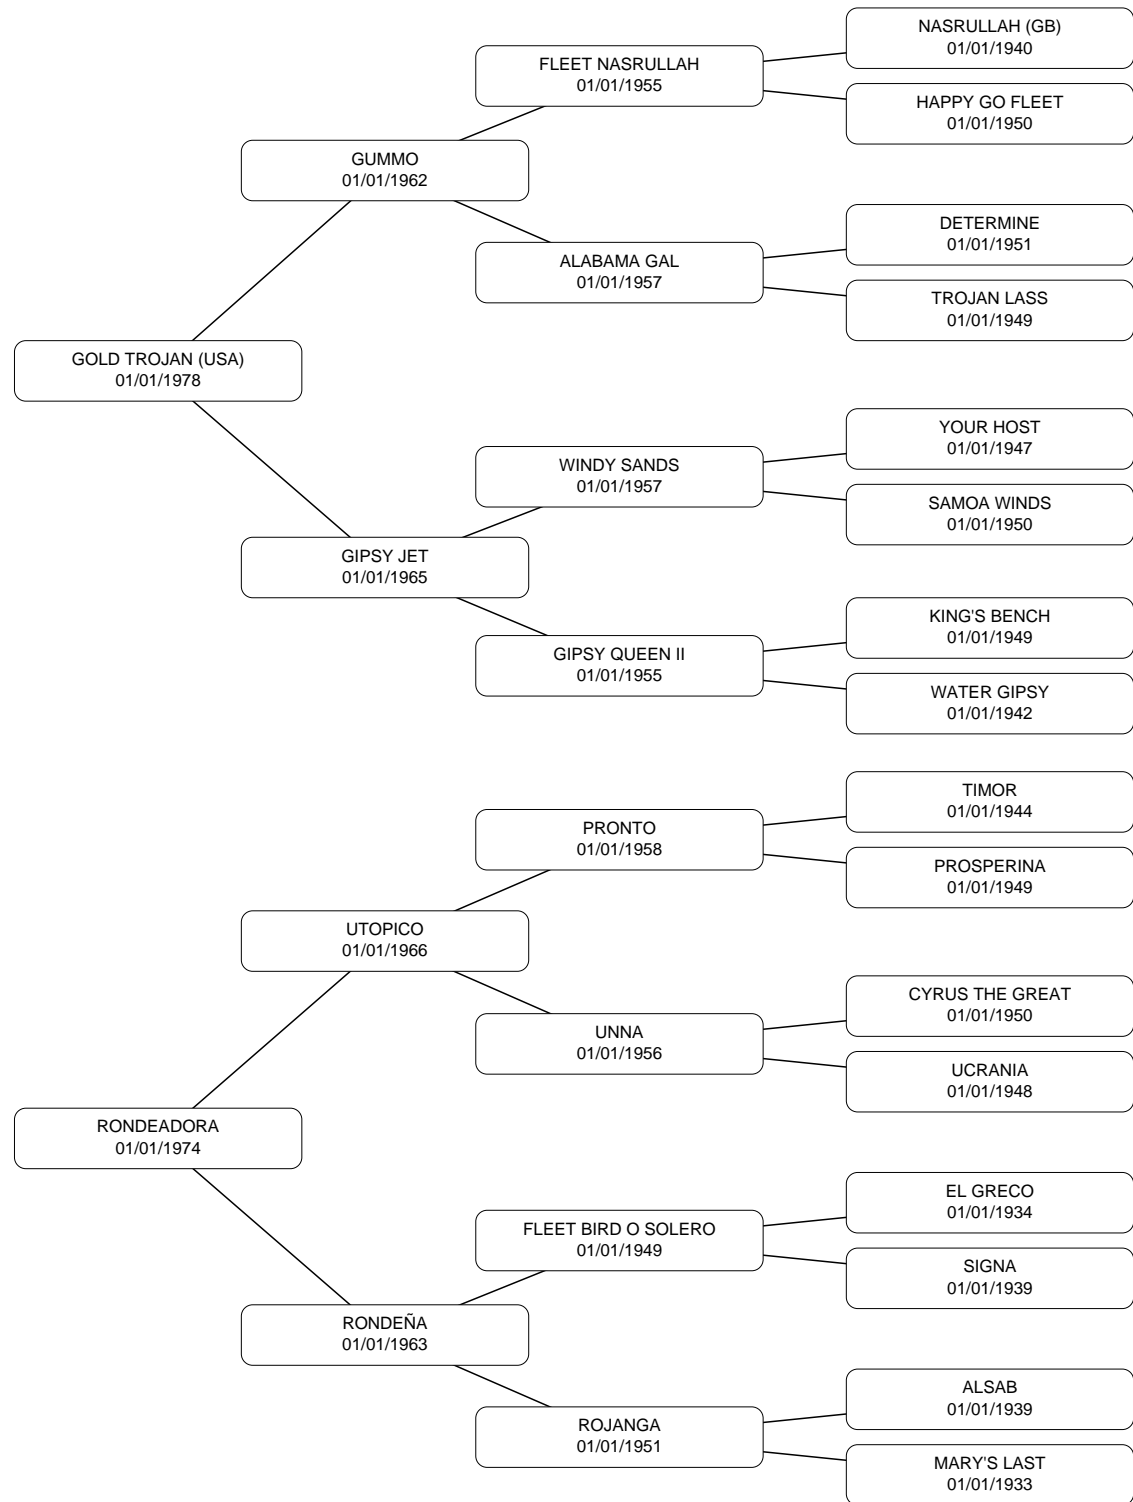 NASRULLAH (GB)
01/01/1940
FLEET NASRULLAH
01/01/1955
HAPPY GO FLEET
01/01/1950
GUMMO
01/01/1962
DETERMINE
01/01/1951
ALABAMA GAL
01/01/1957
TROJAN LASS
01/01/1949
GOLD TROJAN (USA)
01/01/1978
YOUR HOST
01/01/1947
WINDY SANDS
01/01/1957
SAMOA WINDS
01/01/1950
GIPSY JET
01/01/1965
KING'S BENCH
01/01/1949
GIPSY QUEEN II
01/01/1955
WATER GIPSY
01/01/1942
TIMOR
01/01/1944
PRONTO
01/01/1958
PROSPERINA
01/01/1949
UTOPICO
01/01/1966
CYRUS THE GREAT
01/01/1950
UNNA
01/01/1956
UCRANIA
01/01/1948
RONDEADORA
01/01/1974
EL GRECO
01/01/1934
FLEET BIRD O SOLERO
01/01/1949
SIGNA
01/01/1939
RONDEÑA
01/01/1963
ALSAB
01/01/1939
ROJANGA
01/01/1951
MARY'S LAST
01/01/1933